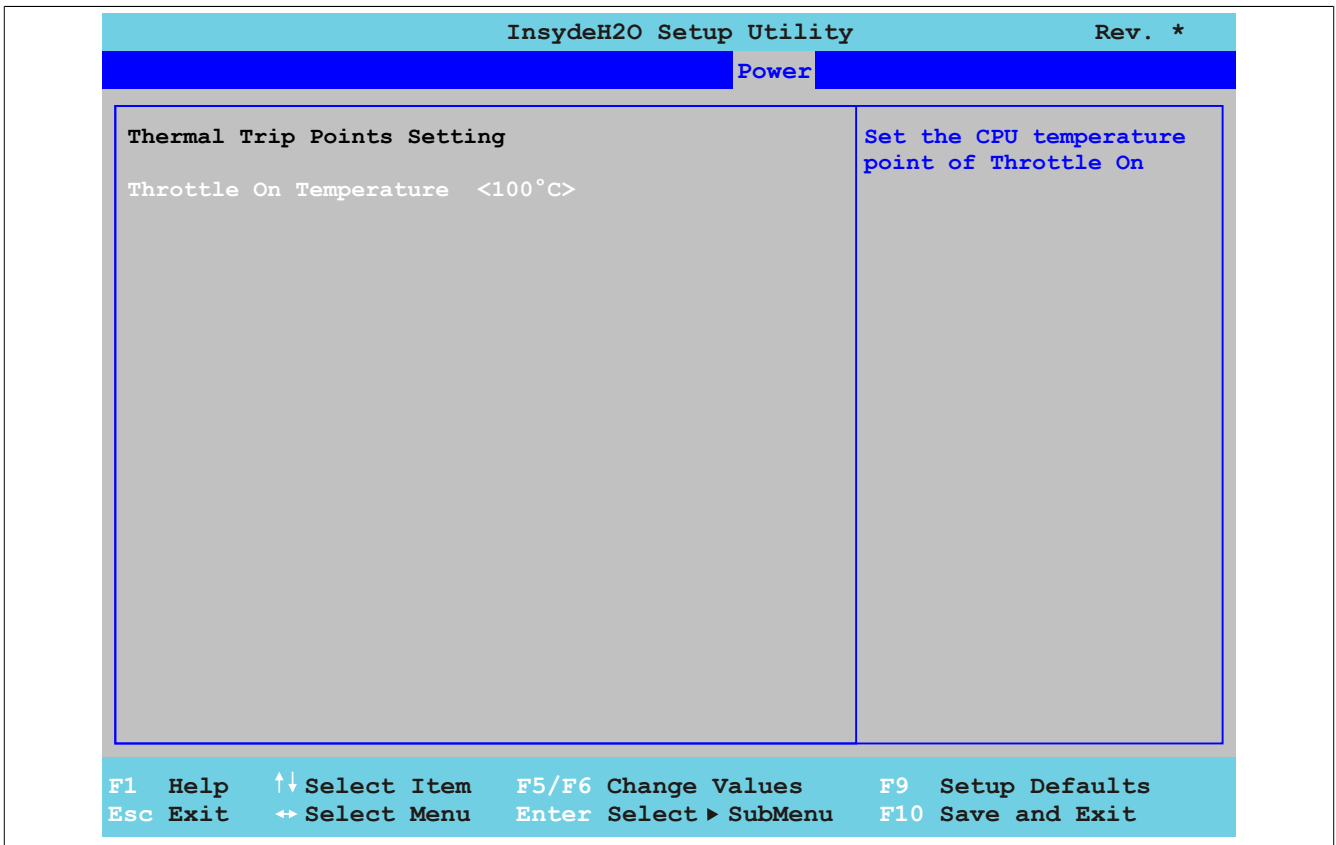 InsydeH2O Setup Utility Rev. *
Power
Thermal Trip Points Setting
Throttle On Temperature <100°C>
Set the CPU temperature
point of Throttle On
F1 Help ↑↓ Select Item F5/F6 Change Values F9 Setup Defaults
Esc Exit ↔ Select Menu Enter Select ▶ SubMenu F10 Save and Exit